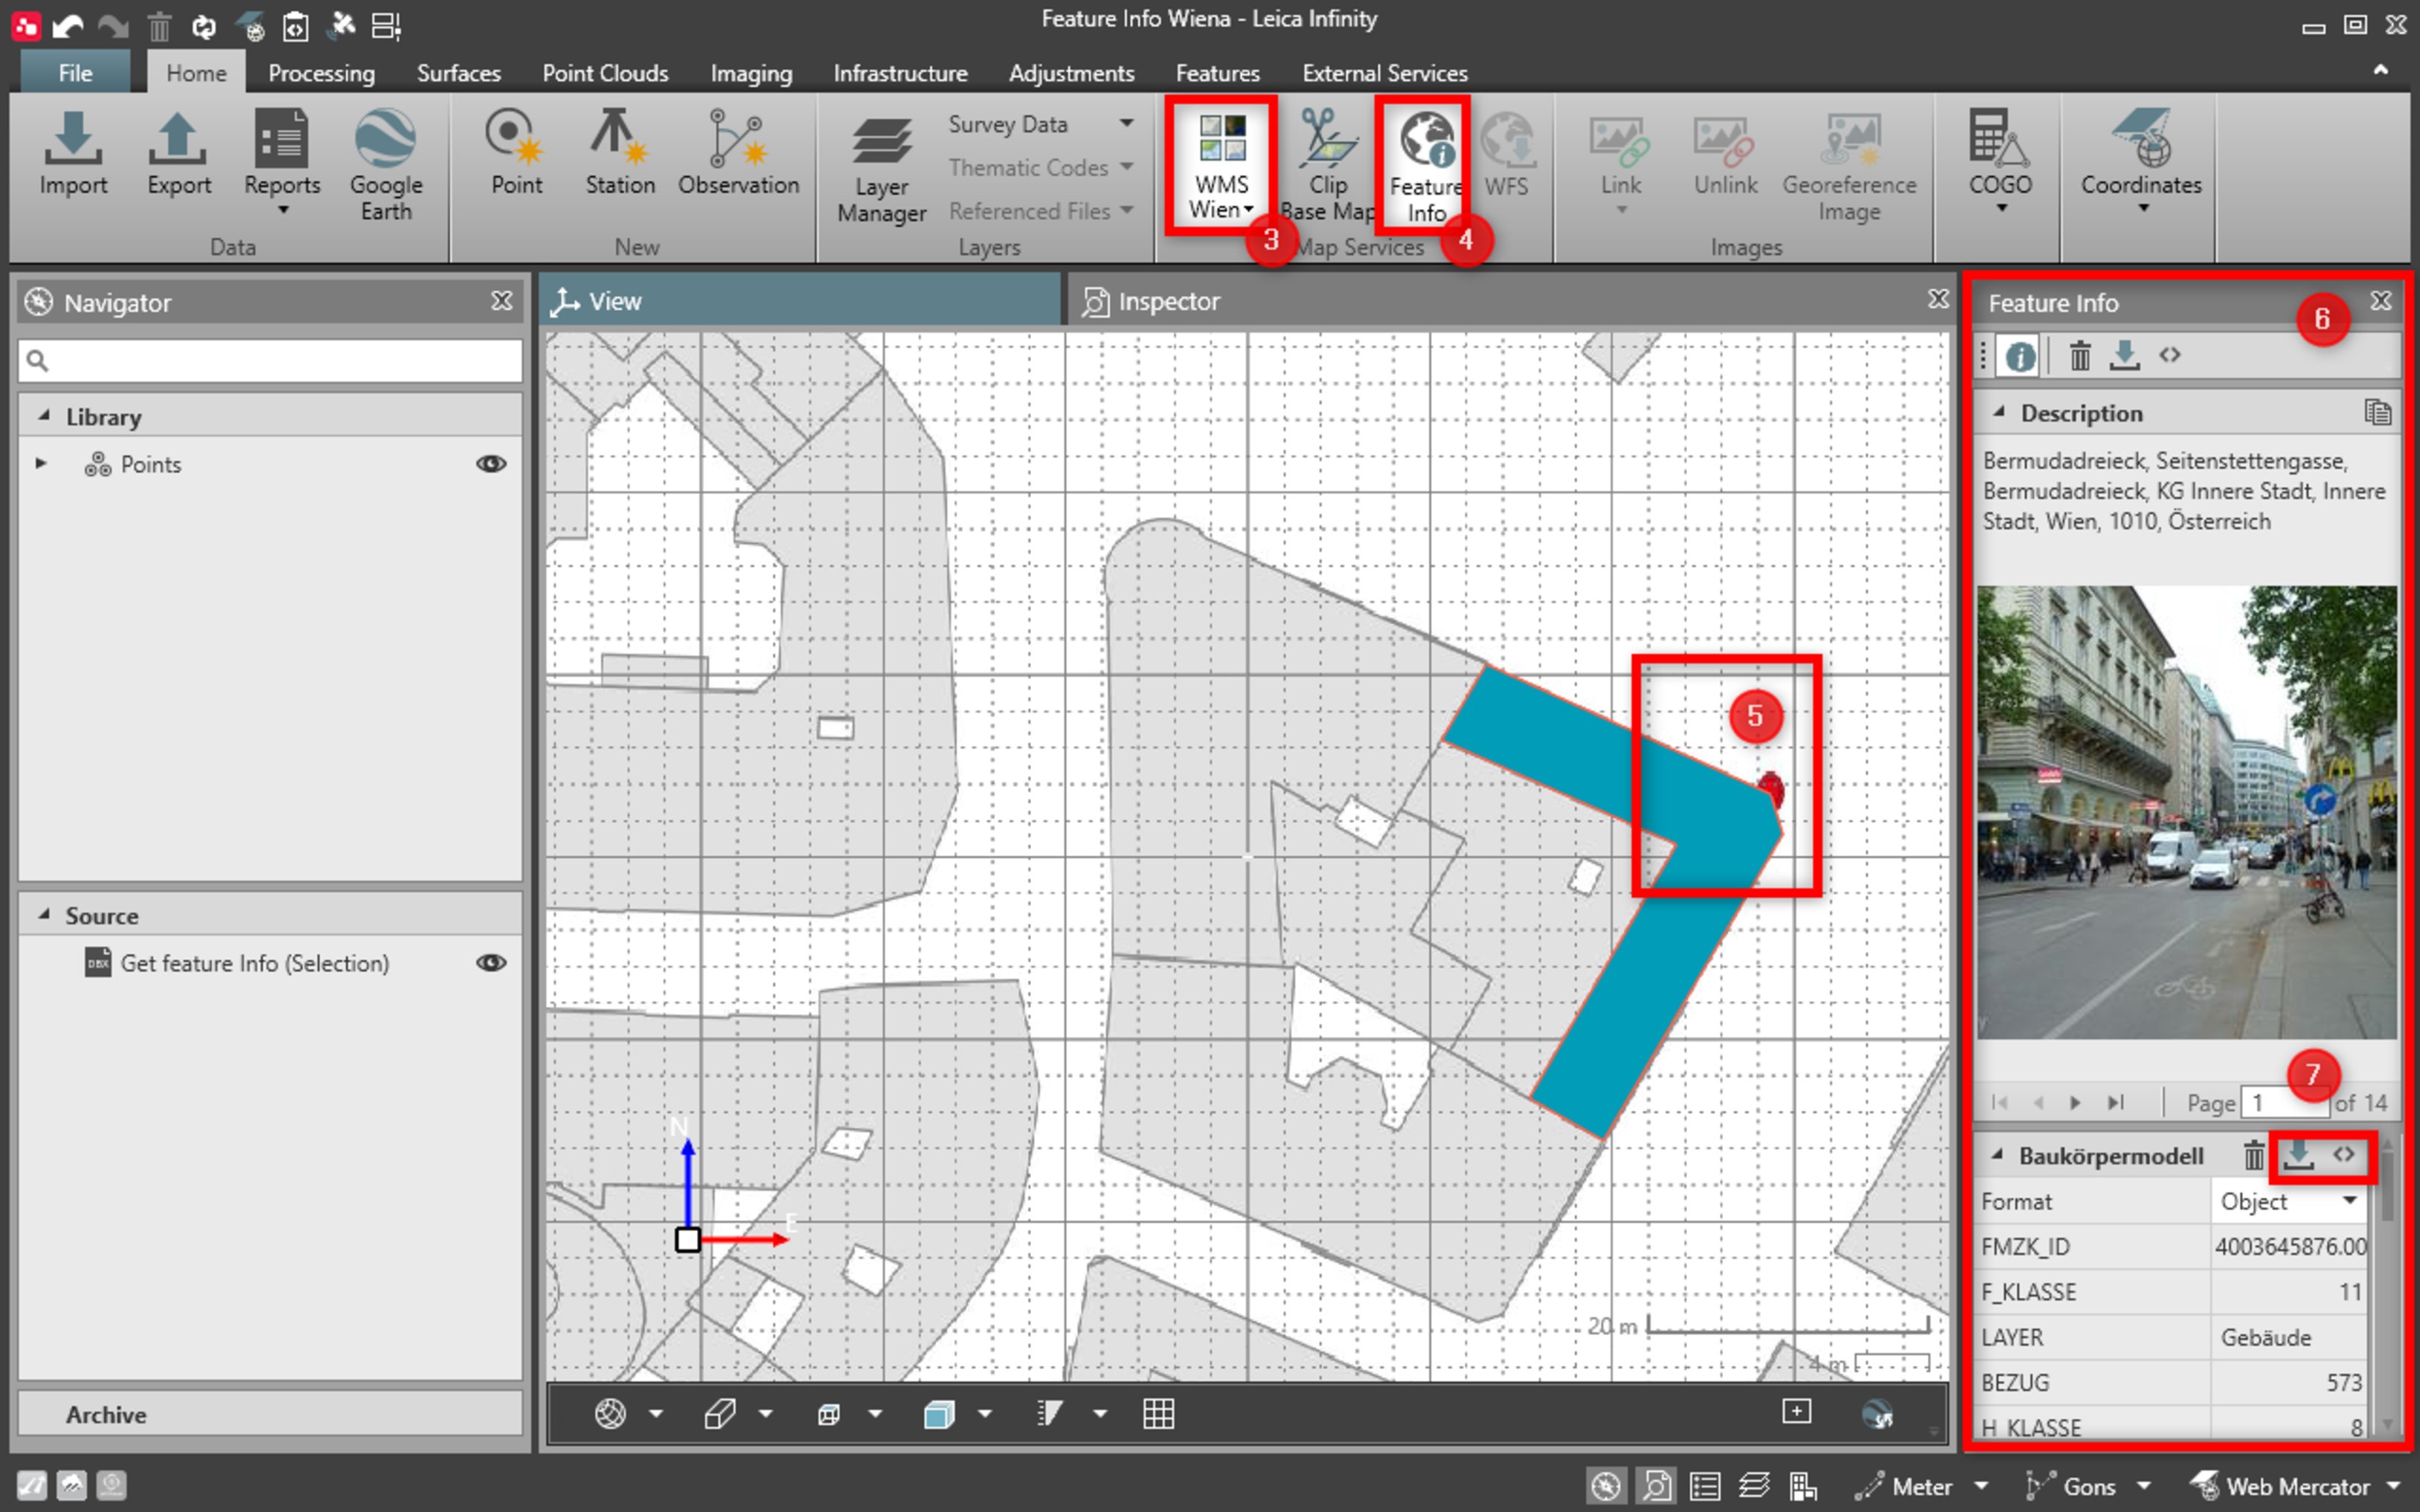 Feature Info Wiena - Leica Infinity
File Home Processing Surfaces Point Clouds Imaging Infrastructure Adjustments Features External Services
Import
Export
Reports
Google
Earth
Data
Point
Station
Observation
New
Layer
Manager
Survey Data
Thematic Codes
Referenced Files
Layers
WMS
Wien
3
Clip
Base Map
Feature
Info
4
WFS
Map Services
Link
Unlink
Georeference
Image
Images
COGO
Coordinates
Navigator
Library
Points
Source
DBX
Get feature Info (Selection)
Archive
View
Inspector
5
N
E
20 m
4 m
Feature Info
6
Description
Bermudadreieck, Seitenstettengasse,
Bermudadreieck, KG Innere Stadt, Innere
Stadt, Wien, 1010, Österreich
7
Page 1 of 14
Baukörpermodell
Format Object
FMZK_ID 4003645876.00
F_KLASSE 11
LAYER Gebäude
BEZUG 573
H_KLASSE 8
Meter
Gons
Web Mercator